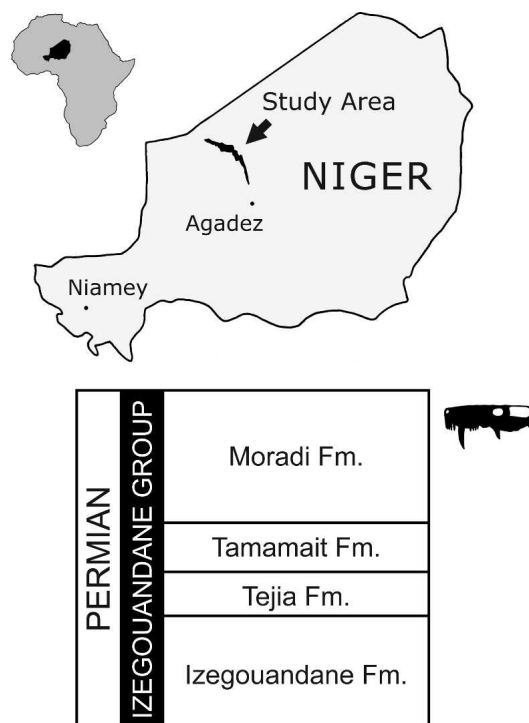 Study Area
NIGER
Agadez
Niamey
PERMIAN
IZEGOUANDANE GROUP
Moradi Fm.
Tamamait Fm.
Tejia Fm.
Izegouandane Fm.